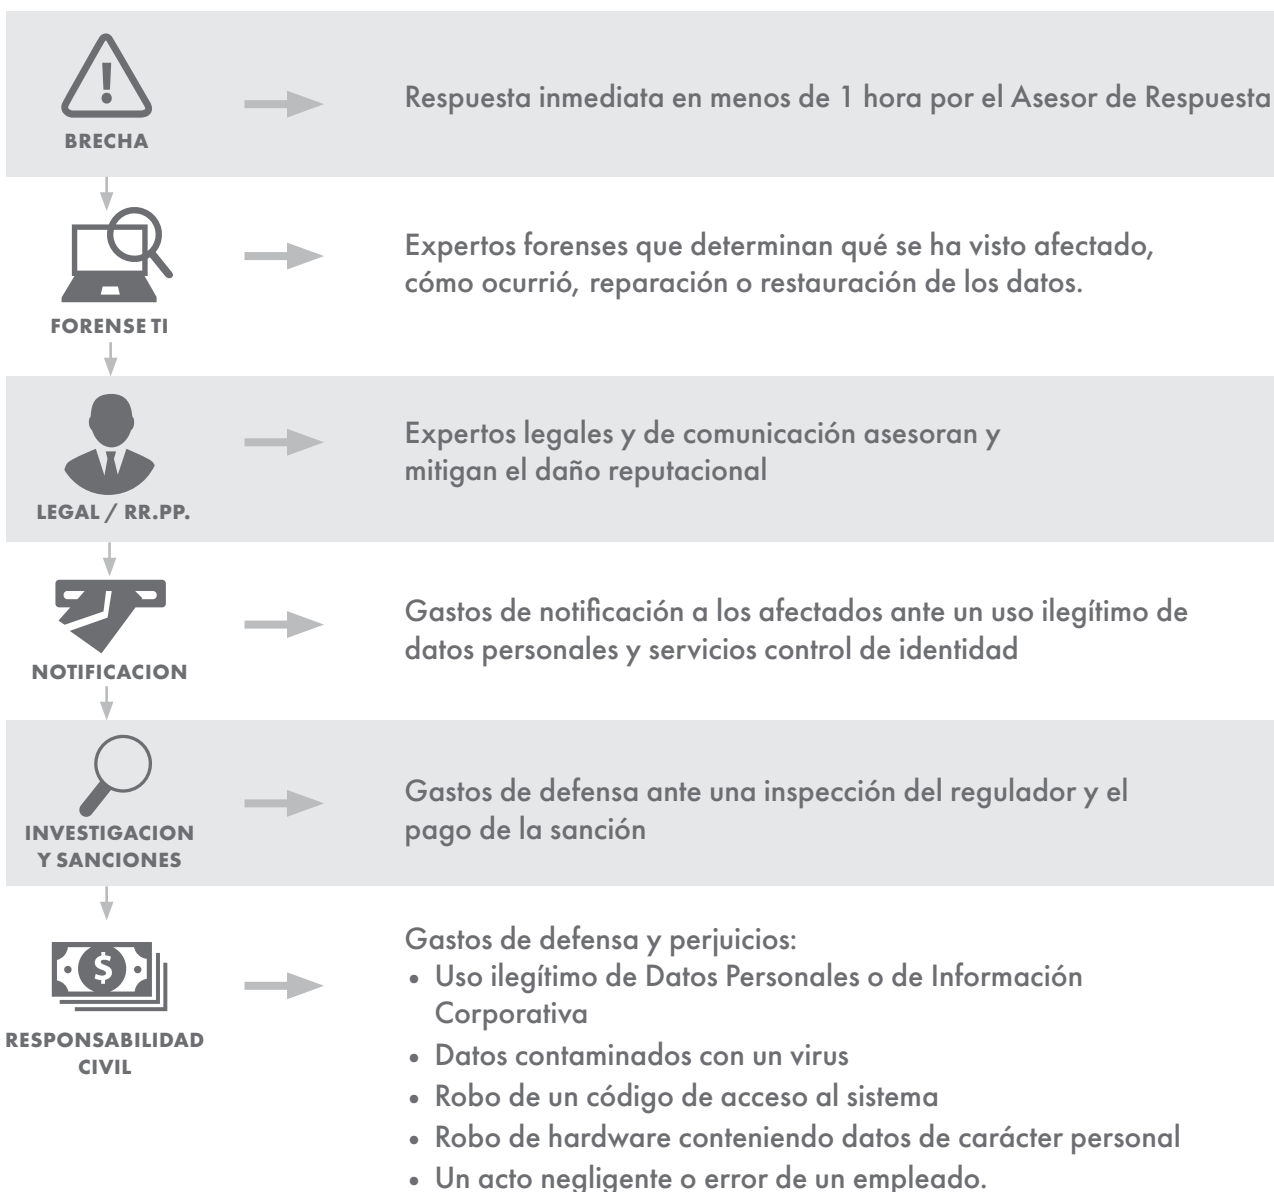 BRECHA
Respuesta inmediata en menos de 1 hora por el Asesor de Respuesta
FORENSE TI
Expertos forenses que determinan qué se ha visto afectado,
cómo ocurrió, reparación o restauración de los datos.
LEGAL / RR.PP.
Expertos legales y de comunicación asesoran y
mitigan el daño reputacional
NOTIFICACION
Gastos de notificación a los afectados ante un uso ilegítimo de
datos personales y servicios control de identidad
INVESTIGACION
Y SANCIONES
Gastos de defensa ante una inspección del regulador y el
pago de la sanción
$
RESPONSABILIDAD
CIVIL
Gastos de defensa y perjuicios:
• Uso ilegítimo de Datos Personales o de Información
Corporativa
• Datos contaminados con un virus
• Robo de un código de acceso al sistema
• Robo de hardware conteniendo datos de carácter personal
• Un acto negligente o error de un empleado.